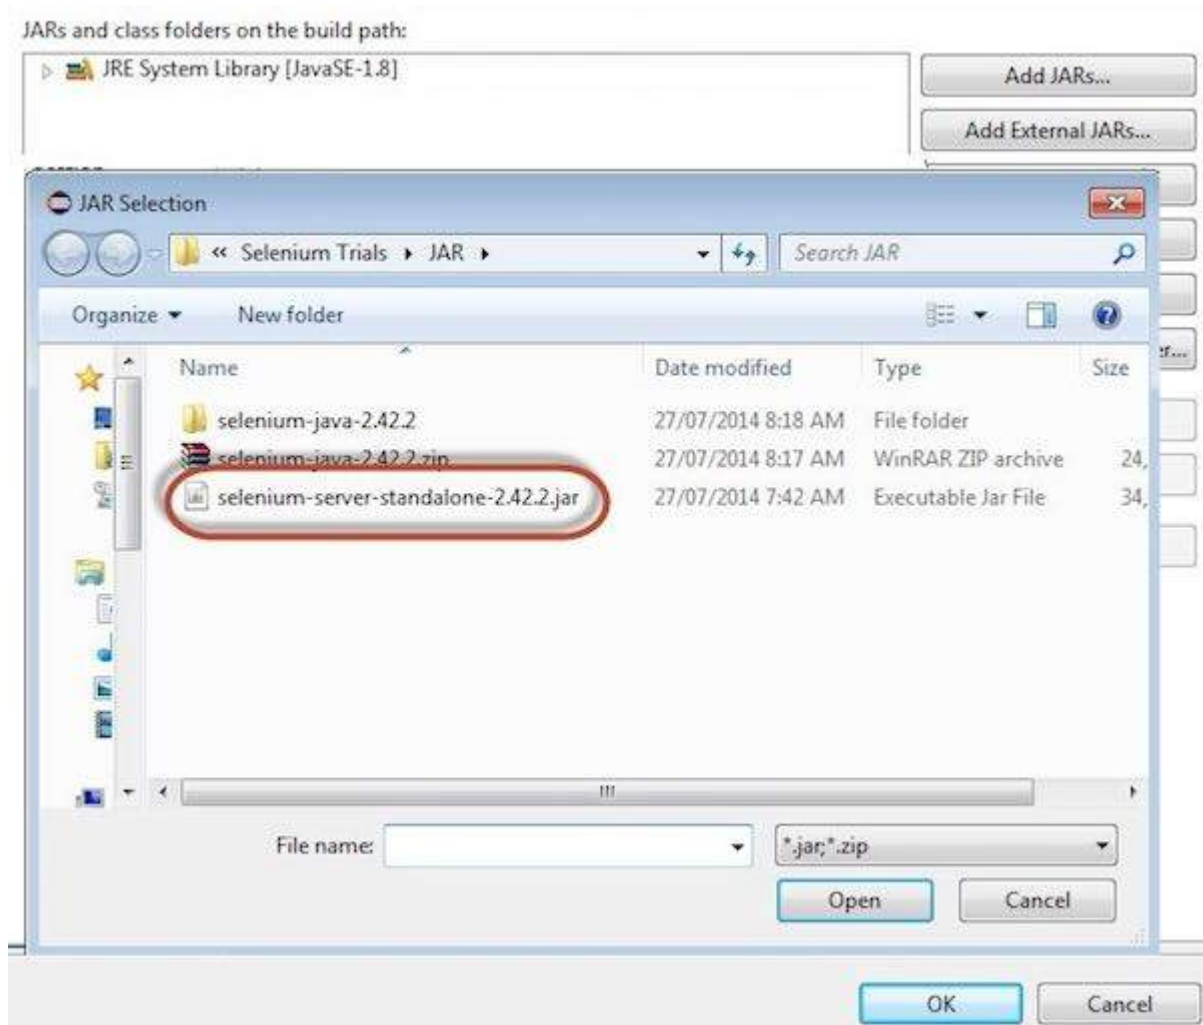 JARs and class folders on the build path:
JRE System Library [JavaSE-1.8]
Add JARs...
Add External JARs...
JAR Selection
« Selenium Trials JAR
Search JAR
Organize
New folder
Name Date modified Type Size
selenium-java-2.42.2 27/07/2014 8:18 AM File folder
selenium-java-2.42.2.zip 27/07/2014 8:17 AM WinRAR ZIP archive 24,
selenium-server-standalone-2.42.2.jar 27/07/2014 7:42 AM Executable Jar File 34,
File name:
*.jar;*.zip
Open Cancel
OK Cancel